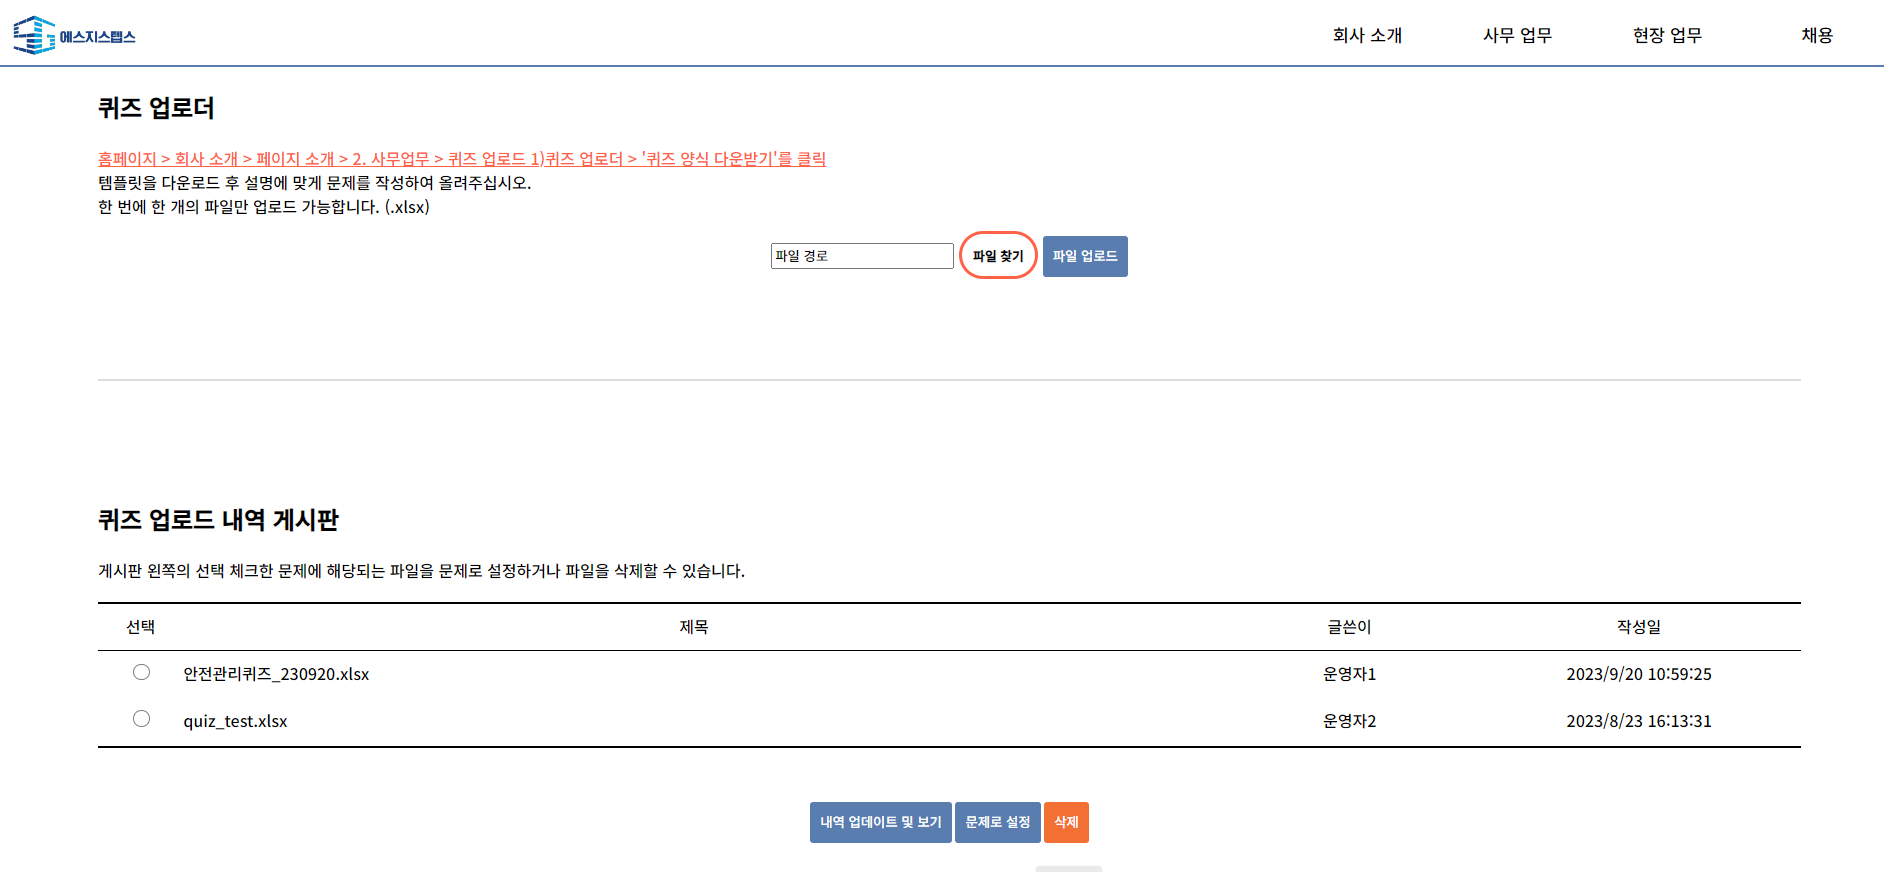 에스지스텝스
회사 소개 사무 업무 현장 업무 채용
퀴즈 업로더
홈페이지 > 회사 소개 > 페이지 소개 > 2. 사무업무 > 퀴즈 업로드 1)퀴즈 업로더 > '퀴즈 양식 다운받기'를 클릭
템플릿을 다운로드 후 설명에 맞게 문제를 작성하여 올려주십시오.
한 번에 한 개의 파일만 업로드 가능합니다. (.xlsx)
파일 경로 파일 찾기 파일 업로드
퀴즈 업로드 내역 게시판
게시판 왼쪽의 선택 체크한 문제에 해당되는 파일을 문제로 설정하거나 파일을 삭제할 수 있습니다.
선택 제목 글쓴이 작성일
안전관리퀴즈_230920.xlsx 운영자1 2023/9/20 10:59:25
quiz_test.xlsx 운영자2 2023/8/23 16:13:31
내역 업데이트 및 보기 문제로 설정 삭제